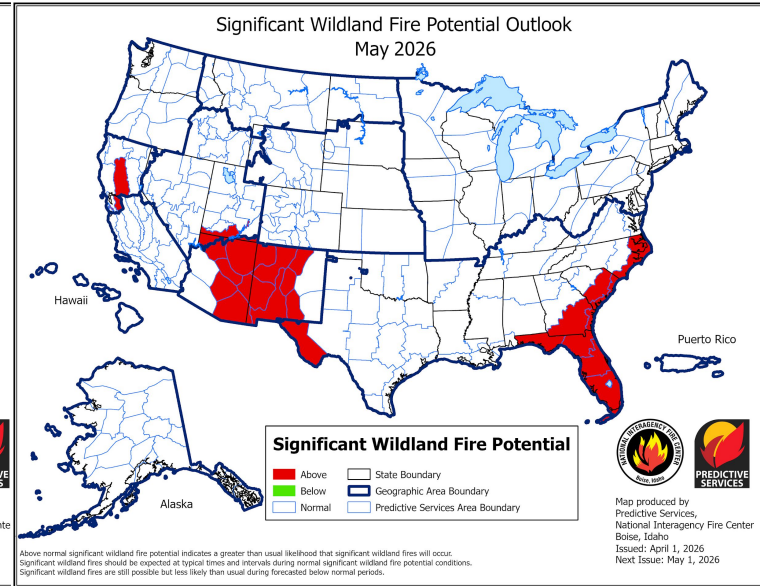 Significant Wildland Fire Potential Outlook
May 2026
Hawaii
Puerto Rico
Alaska
Significant Wildland Fire Potential
Above
Below
Normal
State Boundary
Geographic Area Boundary
Predictive Services Area Boundary
NATIONAL INTERAGENCY FIRE CENTER
Boise, Idaho
PREDICTIVE
SERVICES
VE
S
nte
Map produced by
Predictive Services,
National Interagency Fire Center
Boise, Idaho
Issued: April 1, 2026
Next Issue: May 1, 2026
Above normal significant wildland fire potential indicates a greater than usual likelihood that significant wildland fires will occur.
Significant wildland fires should be expected at typical times and intervals during normal significant wildland fire potential conditions.
Significant wildland fires are still possible but less likely than usual during forecasted below normal periods.